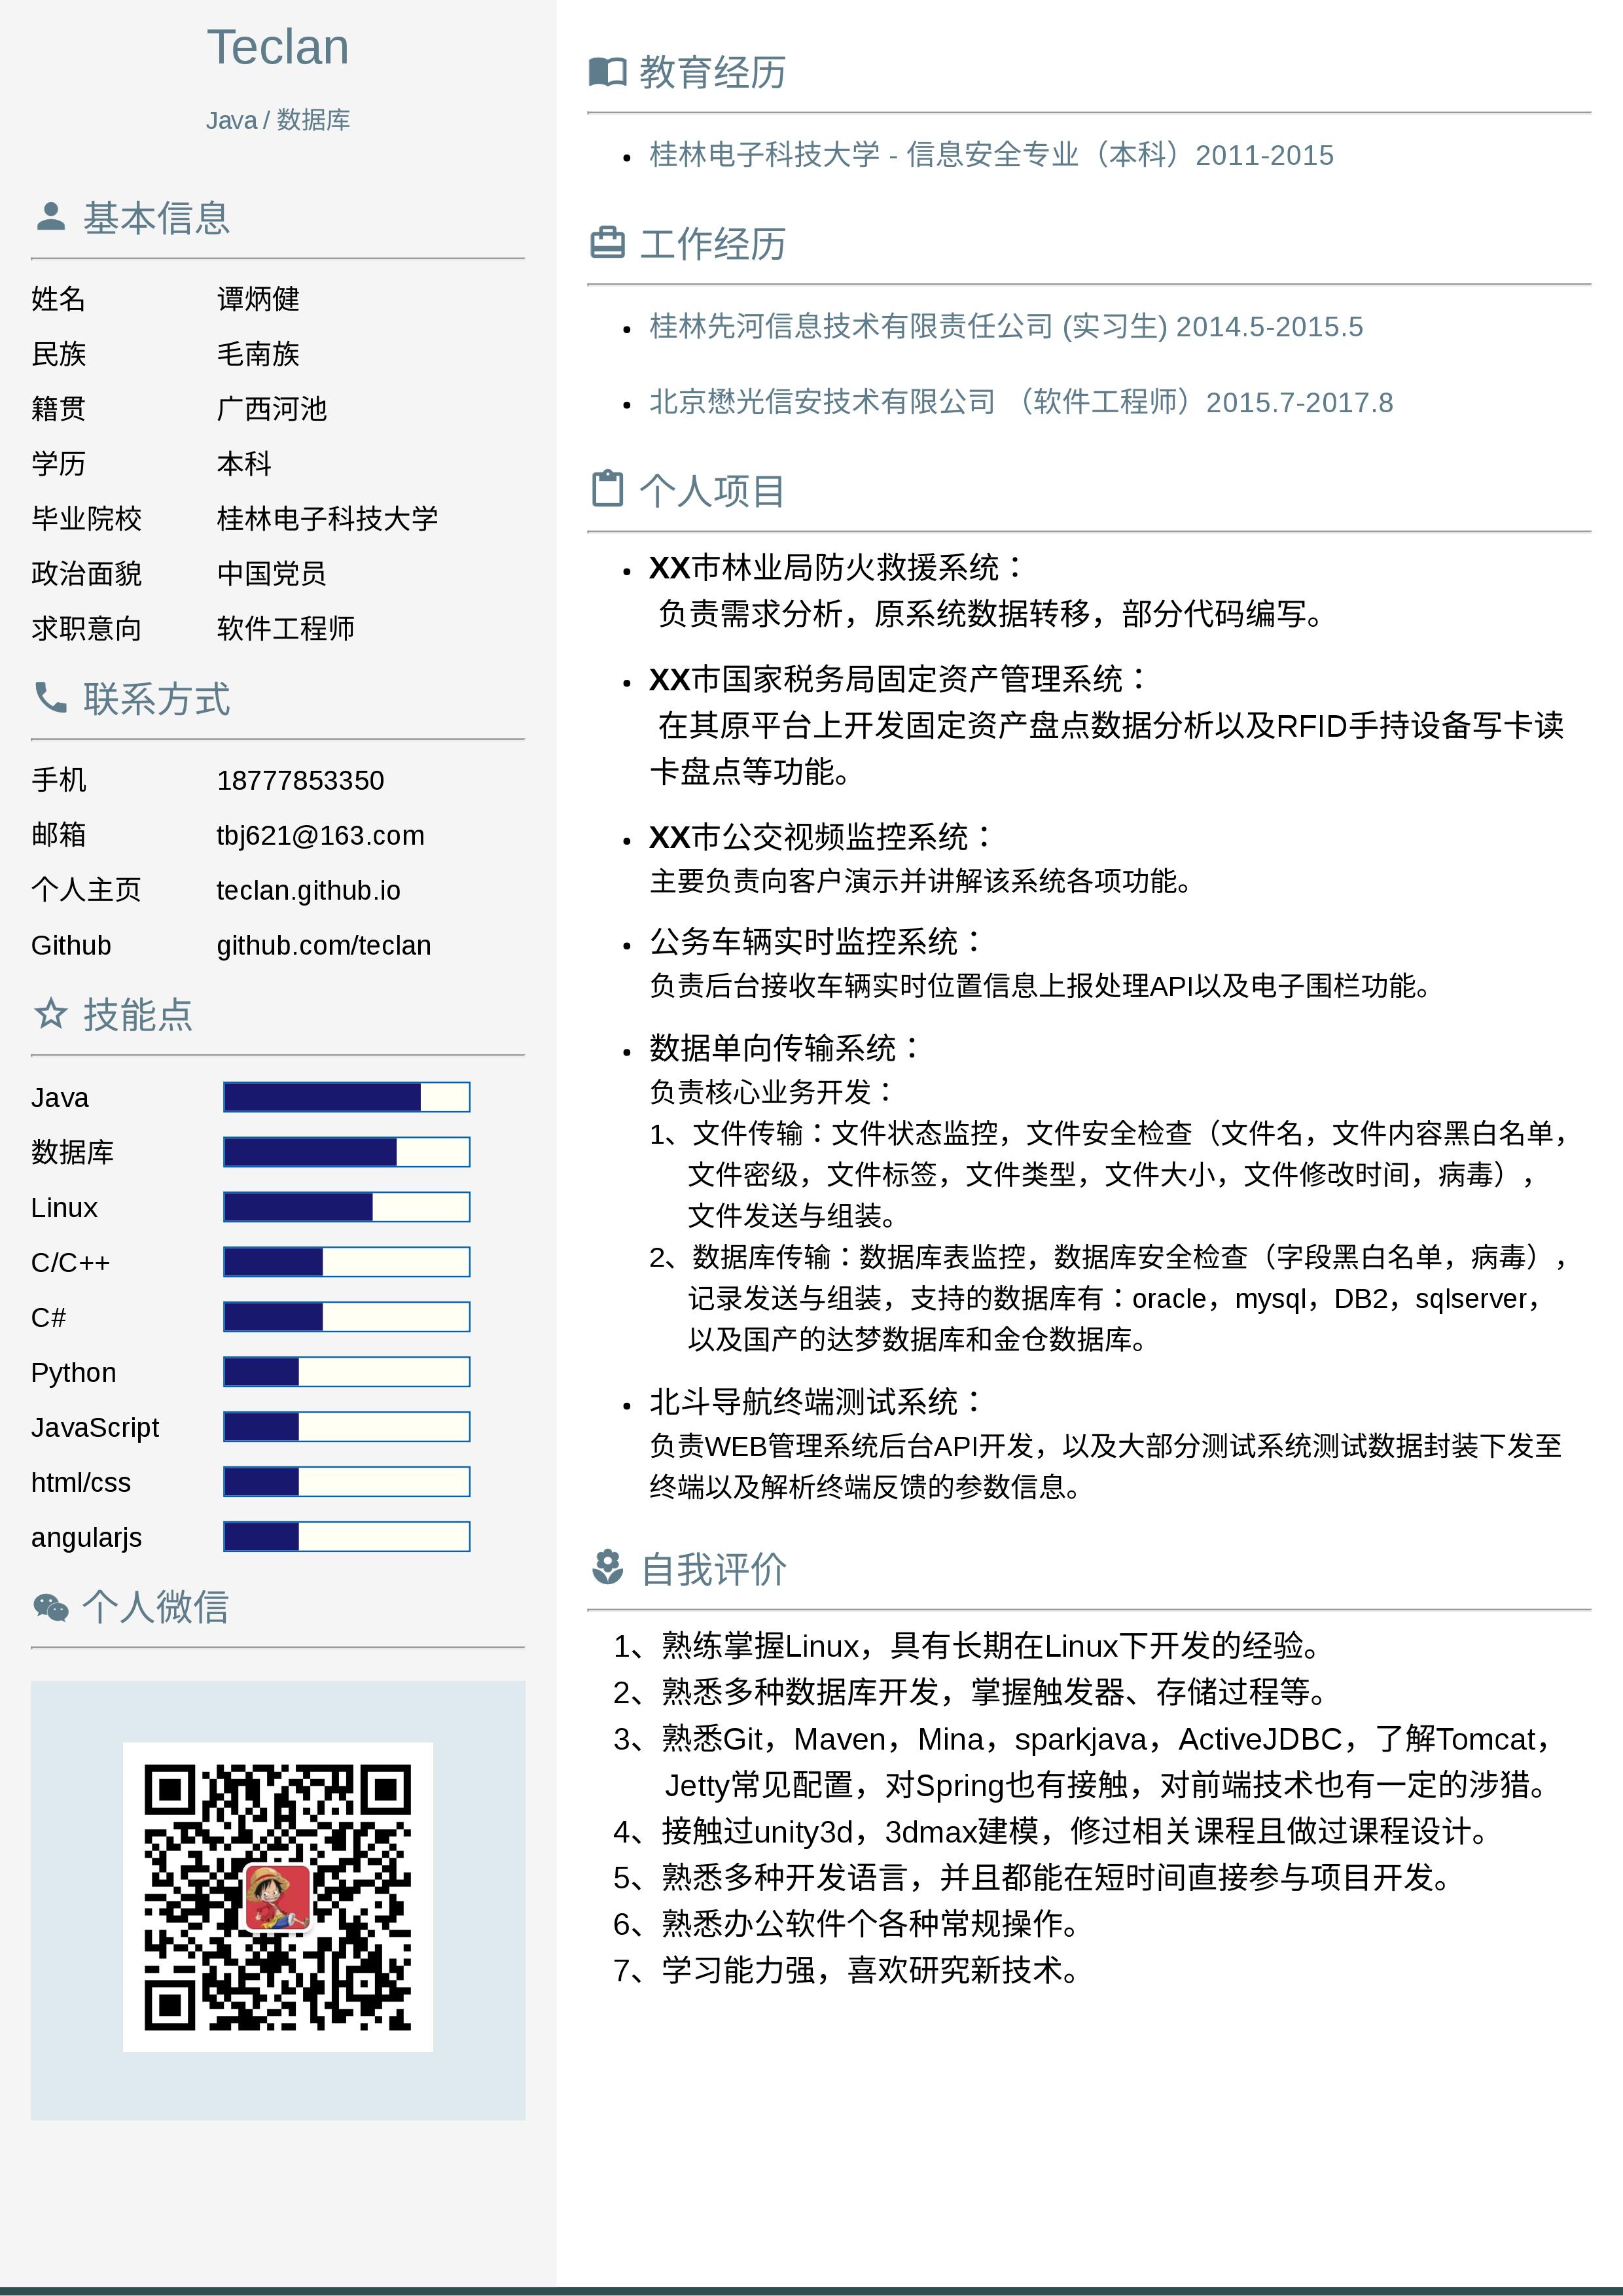 Teclan
Java / 数据库
基本信息
姓名 谭炳健
民族 毛南族
籍贯 广西河池
学历 本科
毕业院校 桂林电子科技大学
政治面貌 中国党员
求职意向 软件工程师
联系方式
手机 18777853350
邮箱 tbj621@163.com
个人主页 teclan.github.io
Github github.com/teclan
技能点
Java
数据库
Linux
C/C++
C#
Python
JavaScript
html/css
angularjs
个人微信
教育经历
• 桂林电子科技大学 - 信息安全专业（本科）2011-2015
工作经历
• 桂林先河信息技术有限责任公司 (实习生) 2014.5-2015.5
• 北京懋光信安技术有限公司 （软件工程师）2015.7-2017.8
个人项目
• XX市林业局防火救援系统：
负责需求分析，原系统数据转移，部分代码编写。
• XX市国家税务局固定资产管理系统：
在其原平台上开发固定资产盘点数据分析以及RFID手持设备写卡读
卡盘点等功能。
• XX市公交视频监控系统：
主要负责向客户演示并讲解该系统各项功能。
• 公务车辆实时监控系统：
负责后台接收车辆实时位置信息上报处理API以及电子围栏功能。
• 数据单向传输系统：
负责核心业务开发：
1、文件传输：文件状态监控，文件安全检查（文件名，文件内容黑白名单，
文件密级，文件标签，文件类型，文件大小，文件修改时间，病毒），
文件发送与组装。
2、数据库传输：数据库表监控，数据库安全检查（字段黑白名单，病毒），
记录发送与组装，支持的数据库有：oracle，mysql，DB2，sqlserver，
以及国产的达梦数据库和金仓数据库。
• 北斗导航终端测试系统：
负责WEB管理系统后台API开发，以及大部分测试系统测试数据封装下发至
终端以及解析终端反馈的参数信息。
自我评价
1、熟练掌握Linux，具有长期在Linux下开发的经验。
2、熟悉多种数据库开发，掌握触发器、存储过程等。
3、熟悉Git，Maven，Mina，sparkjava，ActiveJDBC，了解Tomcat，
Jetty常见配置，对Spring也有接触，对前端技术也有一定的涉猎。
4、接触过unity3d，3dmax建模，修过相关课程且做过课程设计。
5、熟悉多种开发语言，并且都能在短时间直接参与项目开发。
6、熟悉办公软件个各种常规操作。
7、学习能力强，喜欢研究新技术。